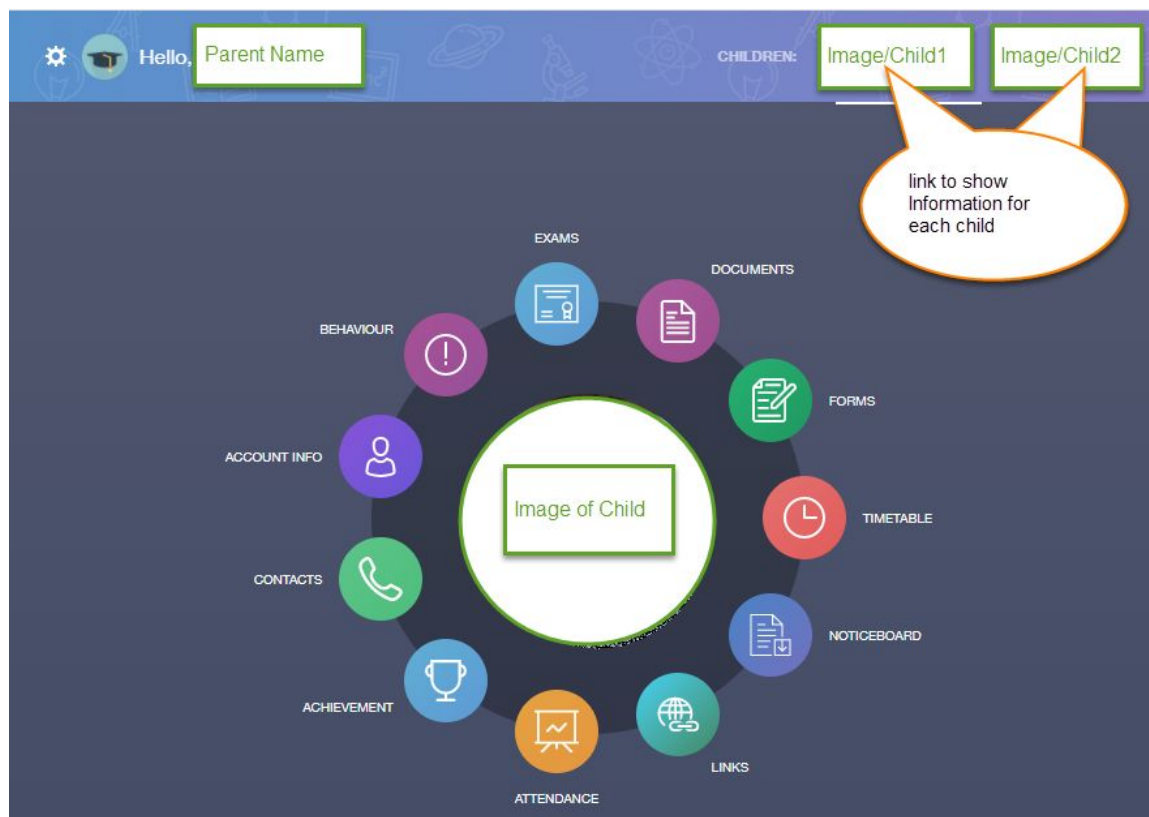 Hello, Parent Name
CHILDREN: Image/Child1 Image/Child2
link to show
Information for
each child
EXAMS
DOCUMENTS
BEHAVIOUR
FORMS
ACCOUNT INFO
Image of Child
TIMETABLE
CONTACTS
NOTICEBOARD
ACHIEVEMENT
LINKS
ATTENDANCE